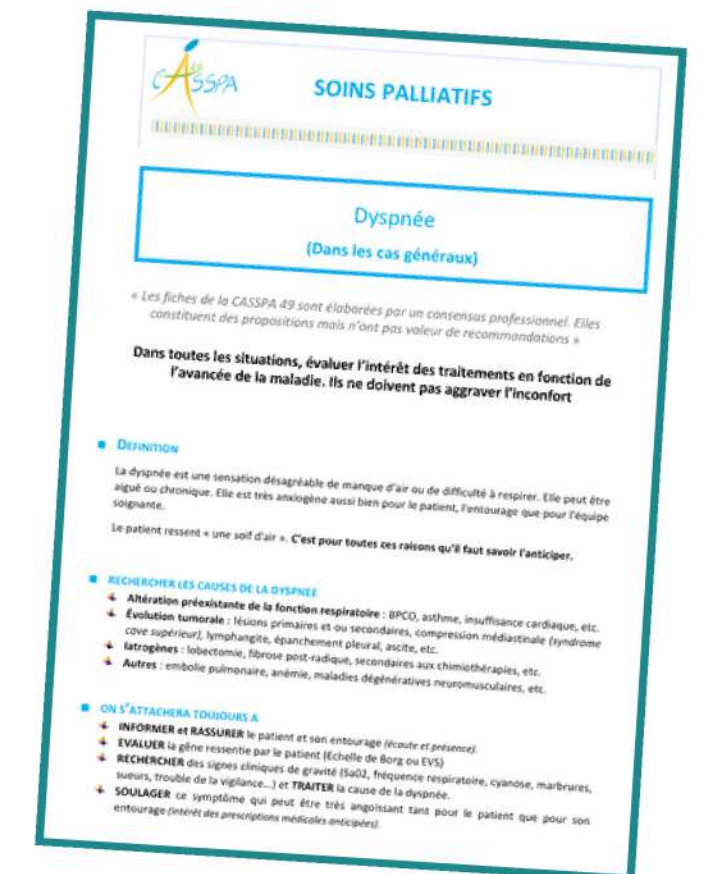 LES
CASSPA
SOINS PALLIATIFS
Dyspnée
(Dans les cas généraux)
« Les fiches de la CASSPA 49 sont élaborées par un consensus professionnel. Elles
constituent des propositions mais n'ont pas valeur de recommandations »
Dans toutes les situations, évaluer l'intérêt des traitements en fonction de
l'avancée de la maladie. Ils ne doivent pas aggraver l'inconfort
DEFINITION
La dyspnée est une sensation désagréable de manque d'air ou de difficulté à respirer. Elle peut être
aiguë ou chronique. Elle est très anxiogène aussi bien pour le patient, l'entourage que pour l'équipe
soignante.
Le patient ressent « une soif d'air ». C'est pour toutes ces raisons qu'il faut savoir l'anticiper.
RECHERCHER LES CAUSES DE LA DYSPNEE
Altération préexistante de la fonction respiratoire : BPCO, asthme, insuffisance cardiaque, etc.
Évolution tumorale : lésions primaires et ou secondaires, compression médiastinale (syndrome
cave supérieur), lymphangite, épanchement pleural, ascite, etc.
Iatrogènes : lobectomie, fibrose post-radique, secondaires aux chimiothérapies, etc.
Autres : embolie pulmonaire, anémie, maladies dégénératives neuromusculaires, etc.
ON S'ATTACHERA TOUJOURS A
INFORMER et RASSURER le patient et son entourage (écoute et présence).
EVALUER la gêne ressentie par le patient (Echelle de Borg ou EVS)
RECHERCHER des signes cliniques de gravité (SaO2, fréquence respiratoire, cyanose, marbrures,
sueurs, trouble de la vigilance...) et TRAITER la cause de la dyspnée.
SOULAGER ce symptôme qui peut être très angoissant tant pour le patient que pour son
entourage (intérêt des prescriptions médicales anticipées).